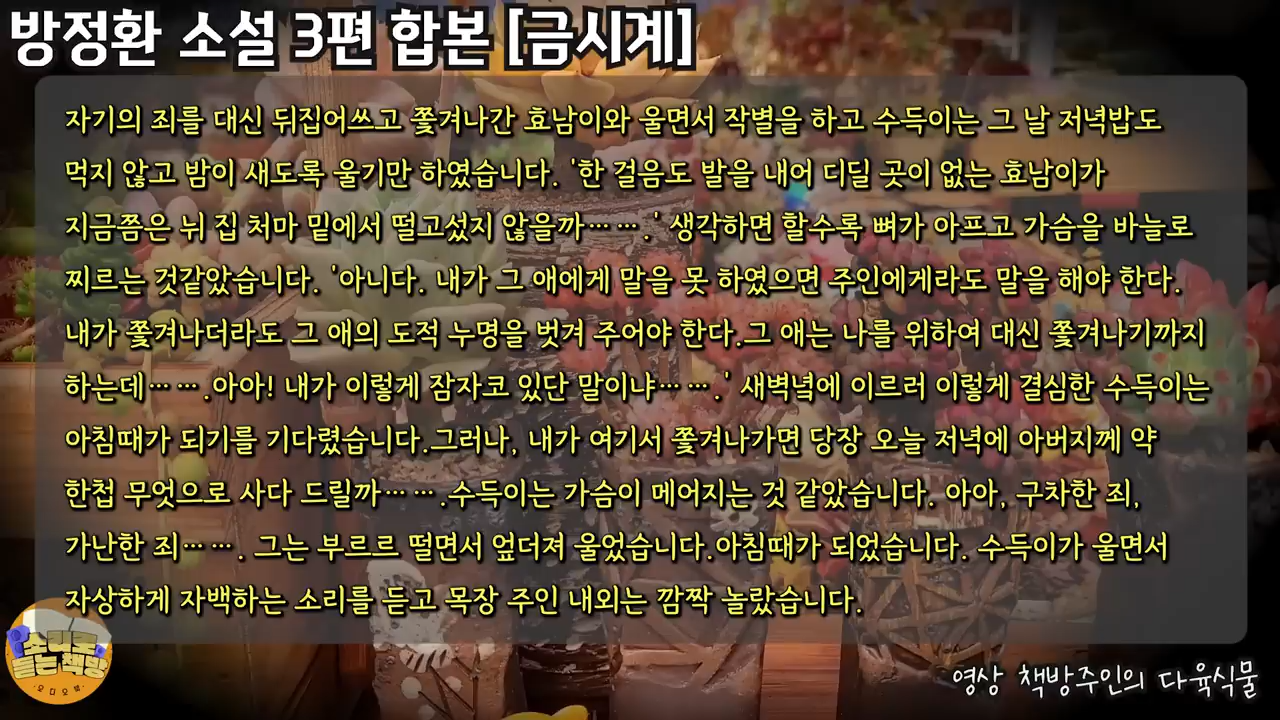 방정환 소설 3편 합본 [금시계]
자기의 죄를 대신 뒤집어쓰고 쫓겨나간 효남이와 울면서 작별을 하고 수득이는 그 날 저녁밥도
먹지 않고 밤이 새도록 울기만 하였습니다. '한 걸음도 발을 내어 디딜 곳이 없는 효남이가
지금쯤은 뉘 집 처마 밑에서 떨고섰지 않을까…….' 생각하면 할수록 뼈가 아프고 가슴을 바늘로
찌르는 것같았습니다. '아니다. 내가 그 애에게 말을 못 하였으면 주인에게라도 말을 해야 한다.
내가 쫓겨나더라도 그 애의 도적 누명을 벗겨 주어야 한다.그 애는 나를 위하여 대신 쫓겨나기까지
하는데…….아아! 내가 이렇게 잠자코 있단 말이냐…….' 새벽녘에 이르러 이렇게 결심한 수득이는
아침때가 되기를 기다렸습니다.그러나, 내가 여기서 쫓겨나가면 당장 오늘 저녁에 아버지께 약
한첩 무엇으로 사다 드릴까…….수득이는 가슴이 메어지는 것 같았습니다. 아아, 구차한 죄,
가난한 죄……. 그는 부르르 떨면서 엎더져 울었습니다.아침때가 되었습니다. 수득이가 울면서
자상하게 자백하는 소리를 듣고 목장 주인 내외는 깜짝 놀랐습니다.
소리로
듣는 책방
·오디오북·
영상 책방주인의 다육식물